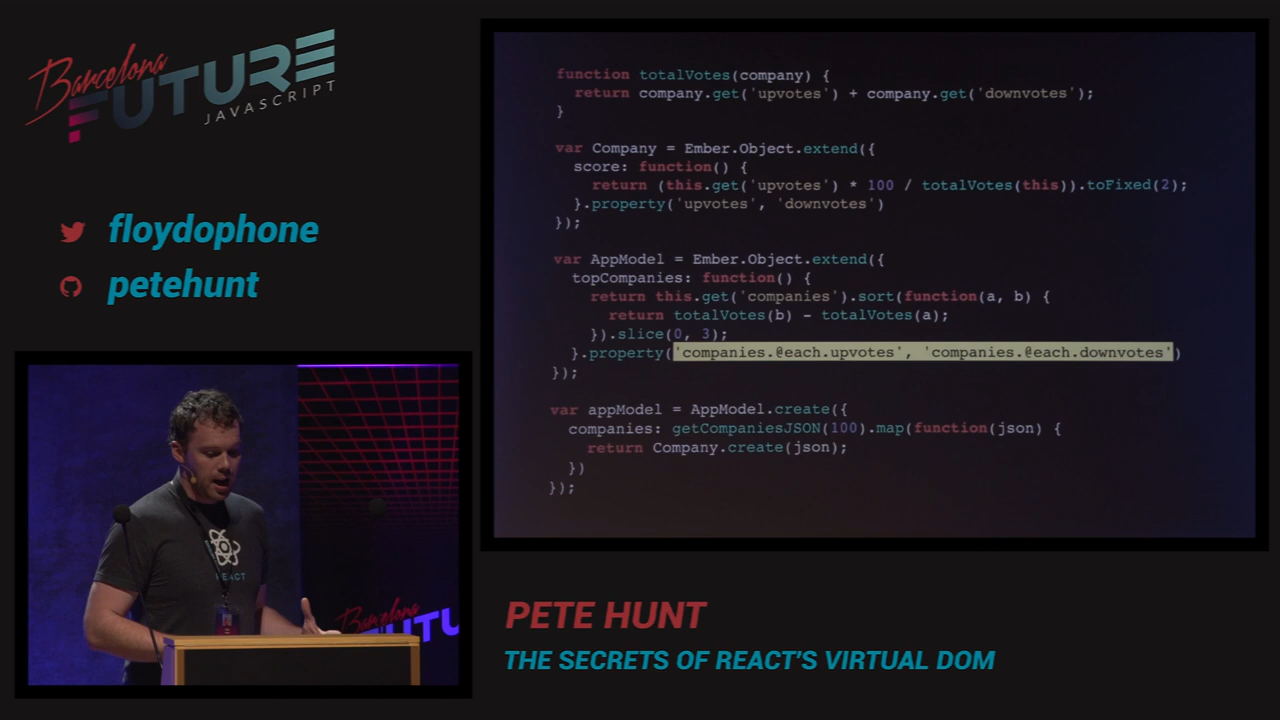 Barcelona
FUTURE
JAVASCRIPT
floydophone
petehunt
function totalVotes(company) {
  return company.get('upvotes') + company.get('downvotes');
}
var Company = Ember.Object.extend({
  score: function() {
    return (this.get('upvotes') * 100 / totalVotes(this)).toFixed(2);
  }.property('upvotes', 'downvotes')
});
var AppModel = Ember.Object.extend({
  topCompanies: function() {
    return this.get('companies').sort(function(a, b) {
      return totalVotes(b) - totalVotes(a);
    }).slice(0, 3);
  }.property('companies.@each.upvotes', 'companies.@each.downvotes')
});
var appModel = AppModel.create({
  companies: getCompaniesJSON(100).map(function(json) {
    return Company.create(json);
  })
});
REACT
Barcelona
FUTU
PETE HUNT
THE SECRETS OF REACT'S VIRTUAL DOM